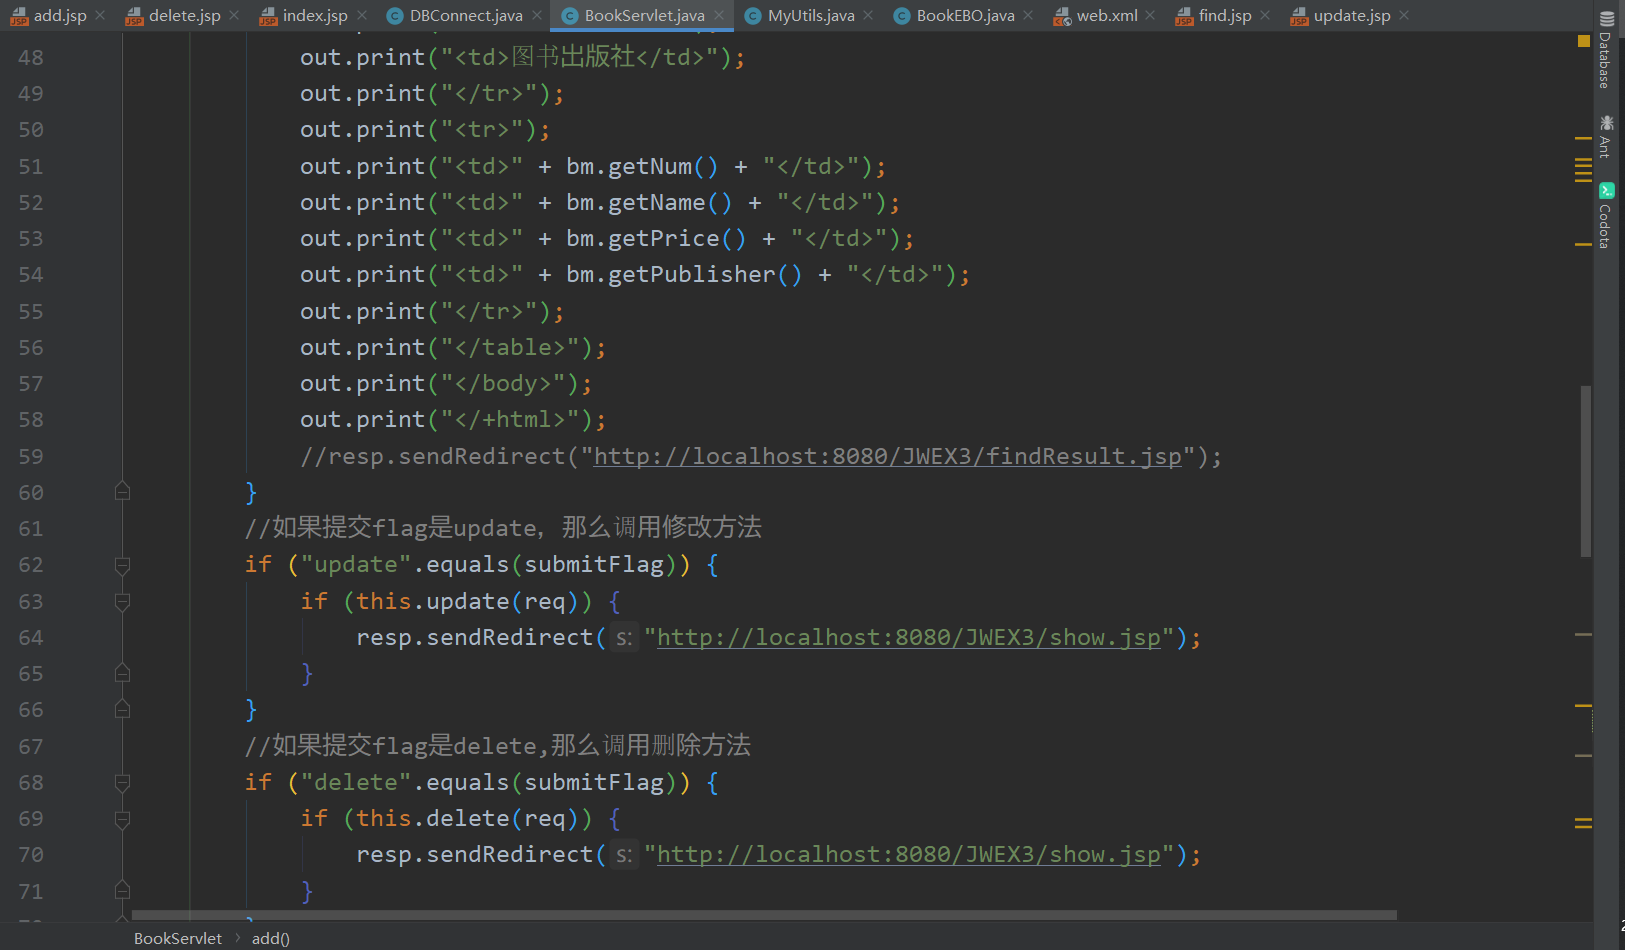 add.jsp delete.jsp index.jsp DBConnect.java BookServlet.java MyUtils.java BookEBO.java web.xml find.jsp update.jsp
48 out.print("<td>图书出版社</td>");
49 out.print("</tr>");
50 out.print("<tr>");
51 out.print("<td>" + bm.getNum() + "</td>");
52 out.print("<td>" + bm.getName() + "</td>");
53 out.print("<td>" + bm.getPrice() + "</td>");
54 out.print("<td>" + bm.getPublisher() + "</td>");
55 out.print("</tr>");
56 out.print("</table>");
57 out.print("</body>");
58 out.print("</+html>");
59 //resp.sendRedirect("http://localhost:8080/JWEX3/findResult.jsp");
60 }
61 //如果提交flag是update, 那么调用修改方法
62 if ("update".equals(submitFlag)) {
63 if (this.update(req)) {
64 resp.sendRedirect( s: "http://localhost:8080/JWEX3/show.jsp");
65 }
66 }
67 //如果提交flag是delete,那么调用删除方法
68 if ("delete".equals(submitFlag)) {
69 if (this.delete(req)) {
70 resp.sendRedirect( s: "http://localhost:8080/JWEX3/show.jsp");
71 }
BookServlet › add()
Database
Ant
Codota